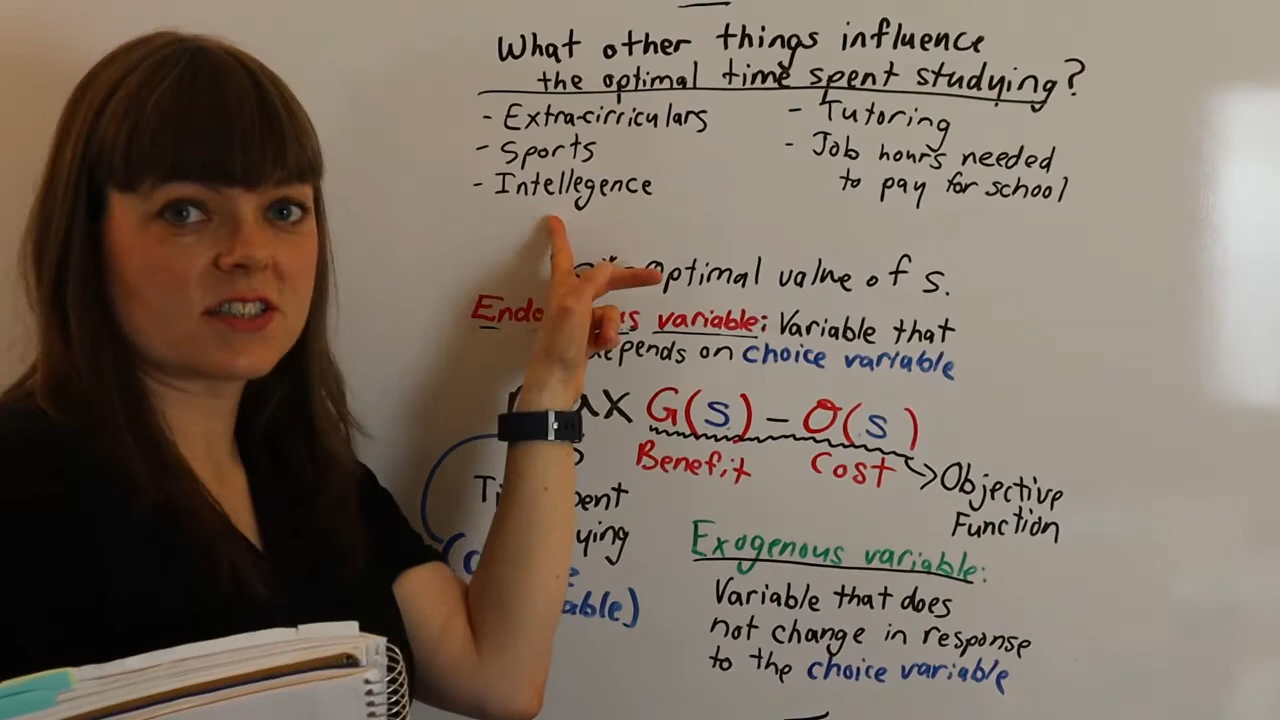 What other things influence
the optimal time spent studying?
- Extra-cirriculars
- Sports
- Intellegence
- Tutoring
- Job hours needed
to pay for school
Optimal value of s.
variable: Variable that
depends on choice variable
G(s) - O(s)
Benefit
Cost
Objective
Function
Exogenous variable:
Variable that does
not change in response
to the choice variable